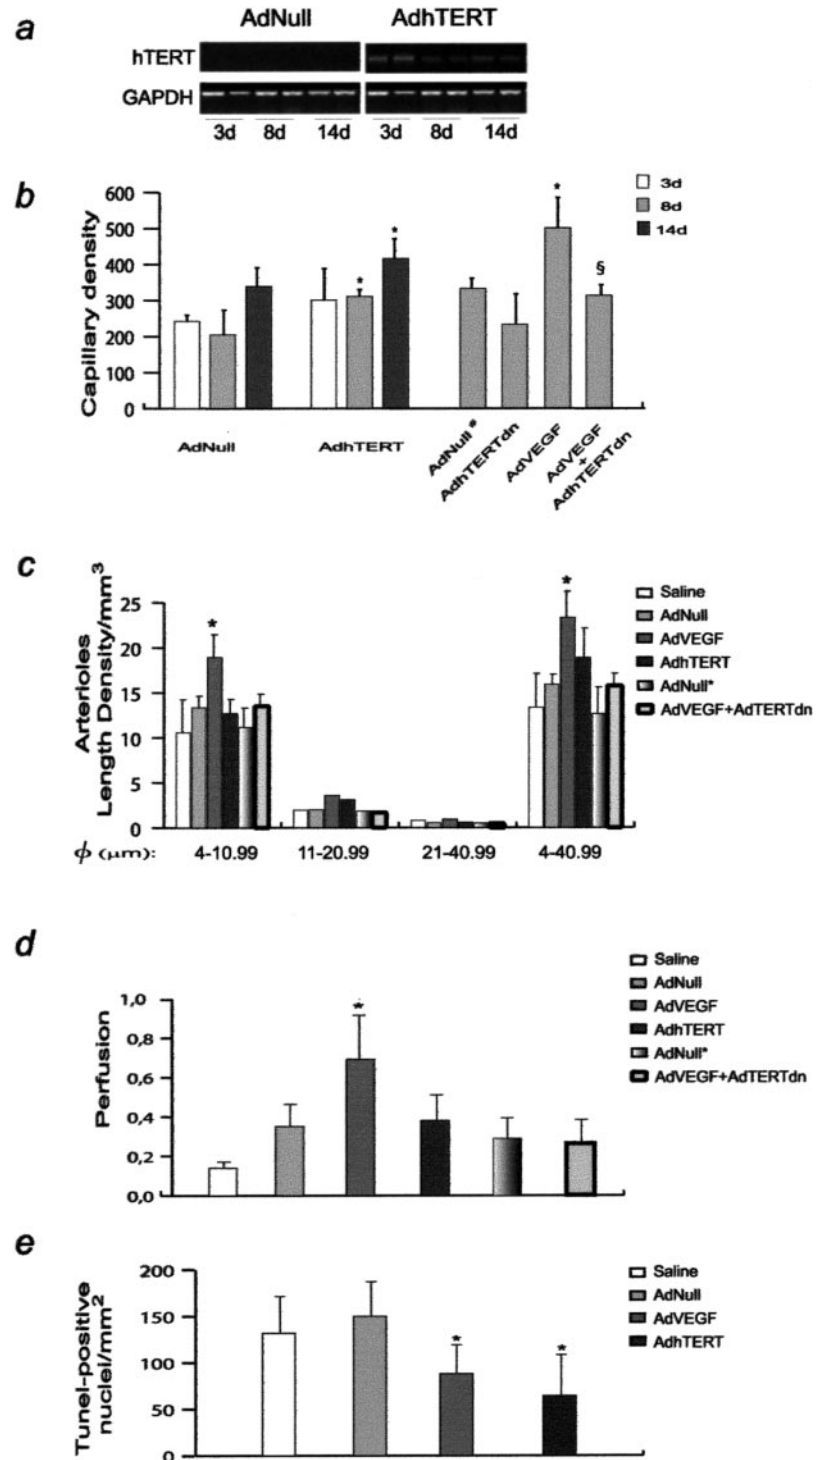 a
AdNull AdhTERT
hTERT
GAPDH
3d 8d 14d 3d 8d 14d
b
Capillary density
600
500
400
300
200
100
0
* * * §
3d
8d
14d
AdNull
AdhTERT
AdNull#
AdhTERTdn
AdVEGF
AdVEGF
+
AdhTERTdn
c
Arterioles
Length Density/mm³
25
20
15
10
5
0
* *
Saline
AdNull
AdVEGF
AdhTERT
AdNull*
AdVEGF+AdTERTdn
ϕ (μm): 4-10.99 11-20.99 21-40.99 4-40.99
d
Perfusion
1,0
0,8
0,6
0,4
0,2
0,0
*
Saline
AdNull
AdVEGF
AdhTERT
AdNull*
AdVEGF+AdTERTdn
e
Tunel-positive
nuclei/mm²
200
150
100
50
0
* *
Saline
AdNull
AdVEGF
AdhTERT